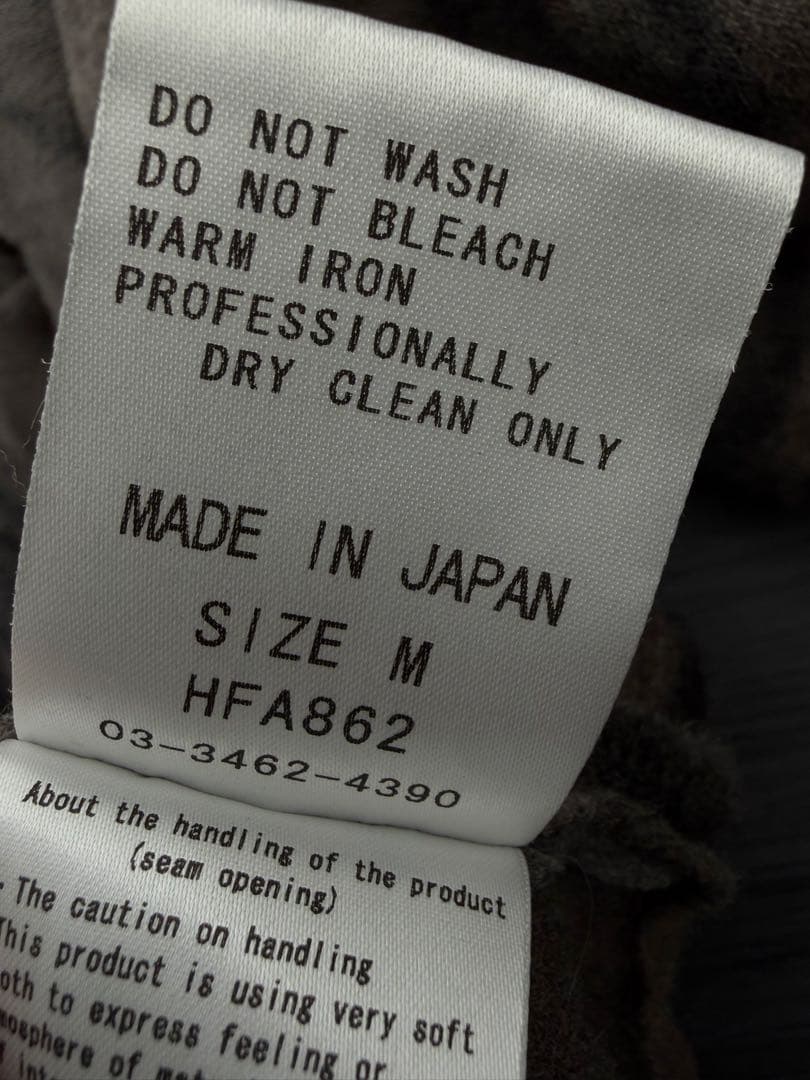 DO NOT WASH
DO NOT BLEACH
WARM IRON
PROFESSIONALLY
DRY CLEAN ONLY
MADE IN JAPAN
SIZE M
HFA862
03-3462-4390
About the handling of the product
(seam opening)
· The caution on handling
This product is using very soft
to express feeling or
of